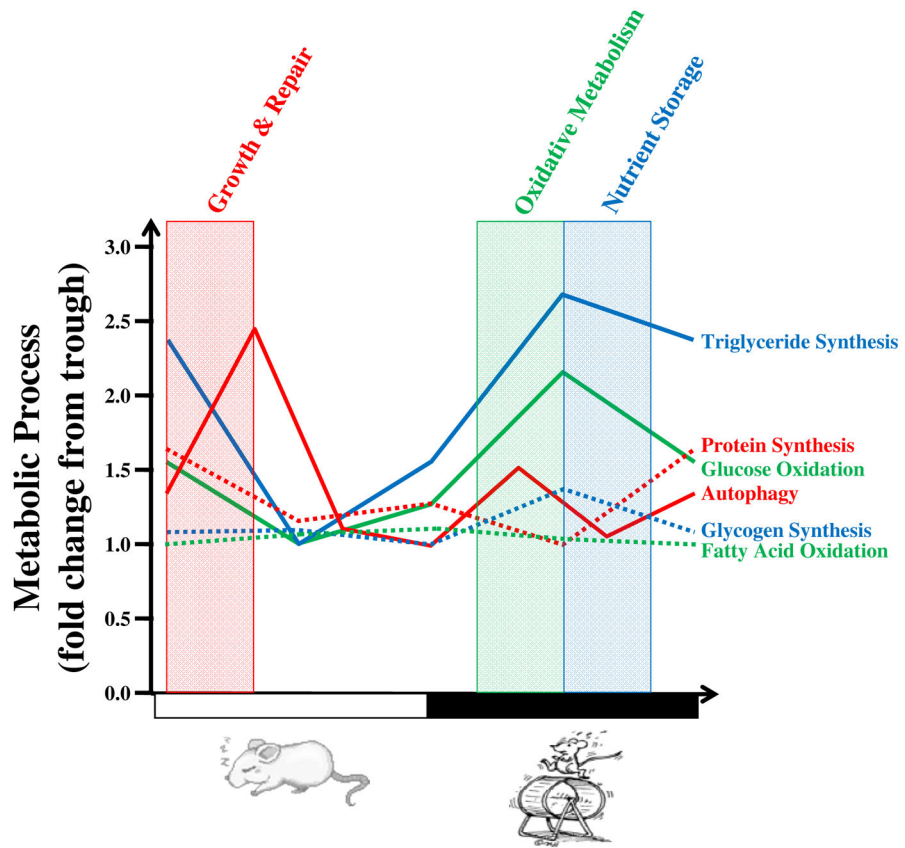 Growth & Repair
Oxidative Metabolism
Nutrient Storage
Metabolic Process
(fold change from trough)
3.0
2.5
2.0
1.5
1.0
0.5
0.0
Triglyceride Synthesis
Protein Synthesis
Glucose Oxidation
Autophagy
Glycogen Synthesis
Fatty Acid Oxidation
z
z
z